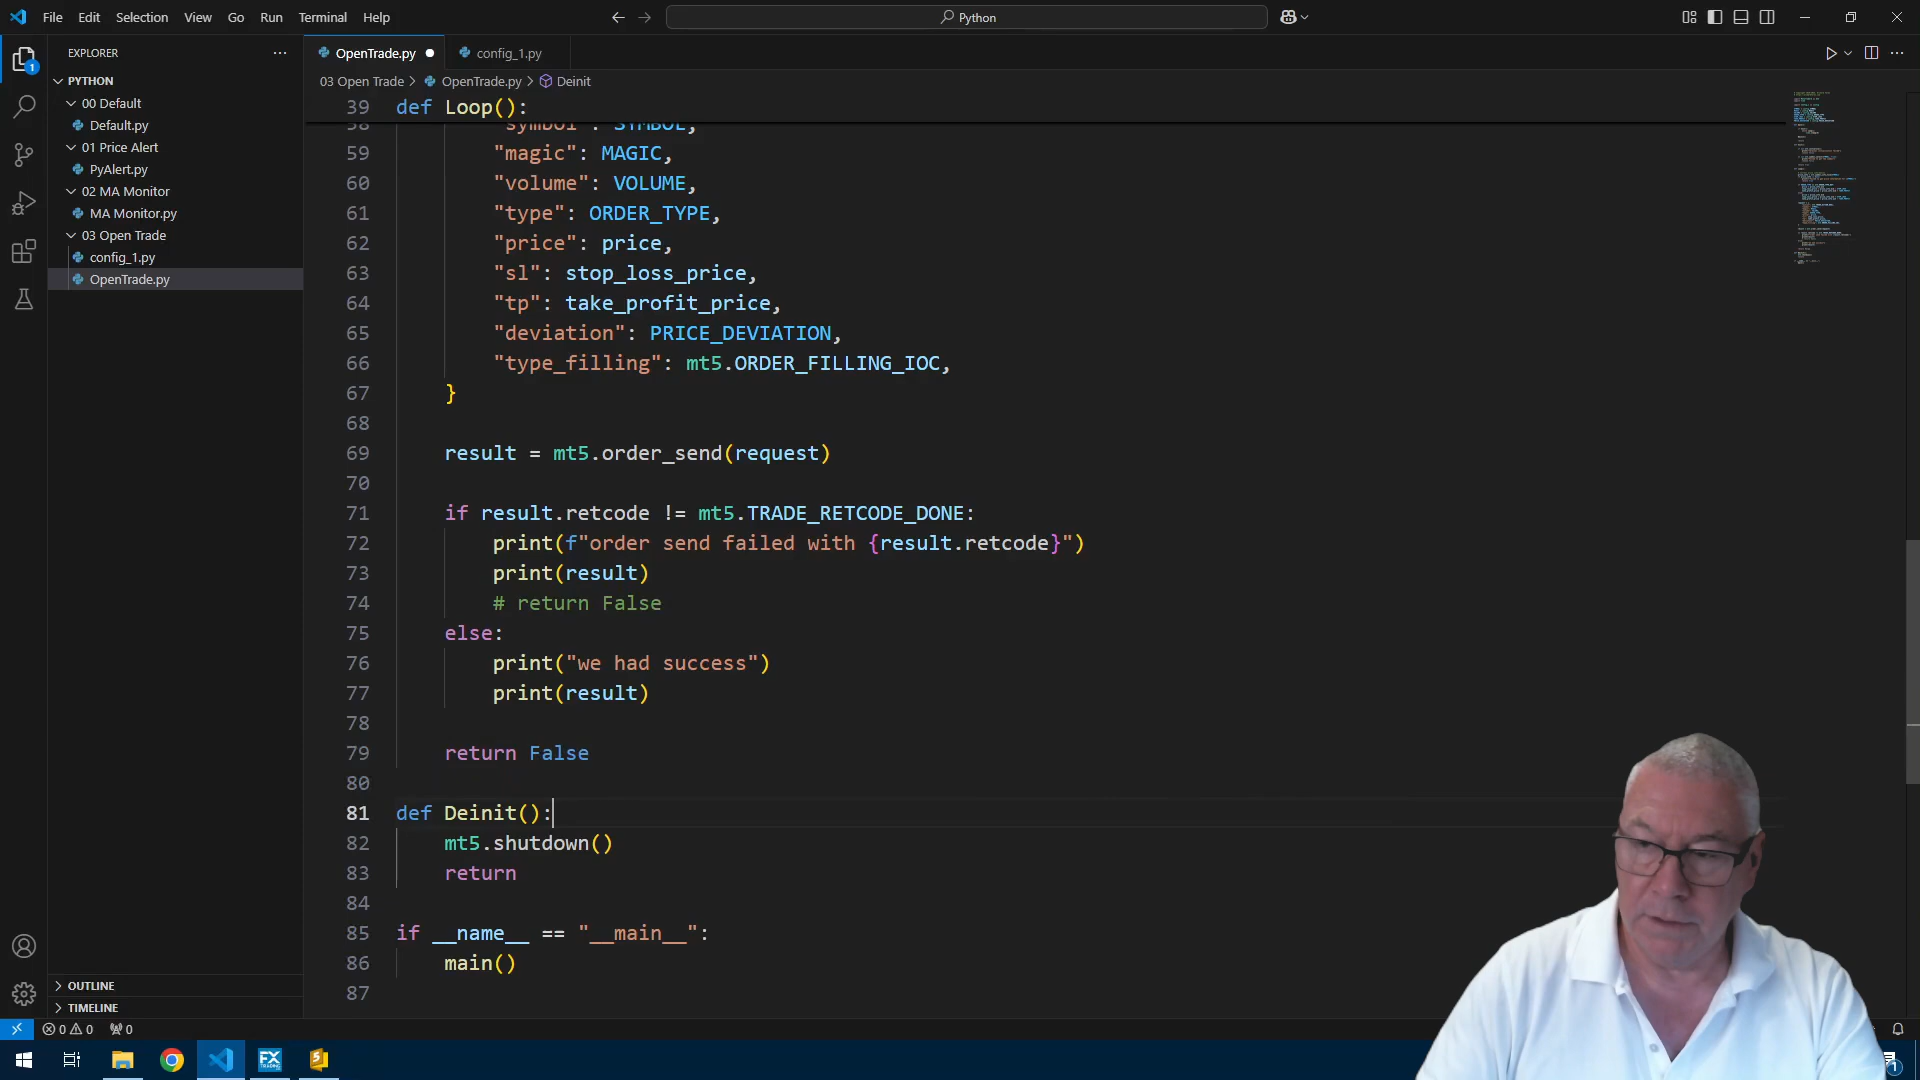 File Edit Selection View Go Run Terminal Help
Python
EXPLORER
PYTHON
00 Default
Default.py
01 Price Alert
PyAlert.py
02 MA Monitor
MA Monitor.py
03 Open Trade
config_1.py
OpenTrade.py
OUTLINE
TIMELINE
OpenTrade.py config_1.py
03 Open Trade > OpenTrade.py > Deinit
39 def Loop():
58 "symbol": SYMBOL,
59 "magic": MAGIC,
60 "volume": VOLUME,
61 "type": ORDER_TYPE,
62 "price": price,
63 "sl": stop_loss_price,
64 "tp": take_profit_price,
65 "deviation": PRICE_DEVIATION,
66 "type_filling": mt5.ORDER_FILLING_IOC,
67 }
68
69 result = mt5.order_send(request)
70
71 if result.retcode != mt5.TRADE_RETCODE_DONE:
72 print(f"order send failed with {result.retcode}")
73 print(result)
74 # return False
75 else:
76 print("we had success")
77 print(result)
78
79 return False
80
81 def Deinit():
82 mt5.shutdown()
83 return
84
85 if __name__ == "__main__":
86 main()
87
0 0 0
FX
TRADING
1
1